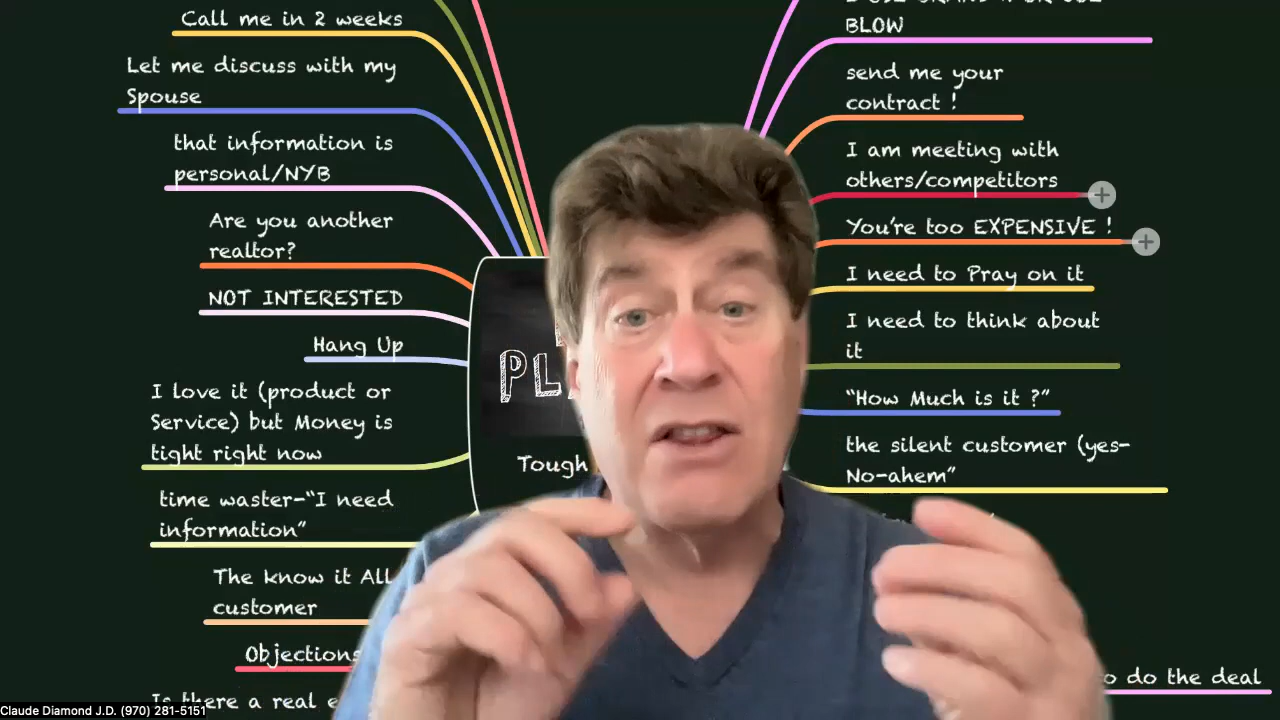 Call me in 2 weeks
Let me discuss with my
Spouse
that information is
personal/NYB
Are you another
realtor?
NOT INTERESTED
Hang Up
I love it (product or
Service) but Money is
tight right now
time waster-“I need
information”
The know it All
customer
Objections
Is there a real
Tough
BLOW
send me your
contract !
I am meeting with
others/competitors
You’re too EXPENSIVE !
I need to Pray on it
I need to think about
it
“How Much is it ?”
the silent customer (yes-
No-ahem”
do the deal
Claude Diamond J.D. (970) 281-5151